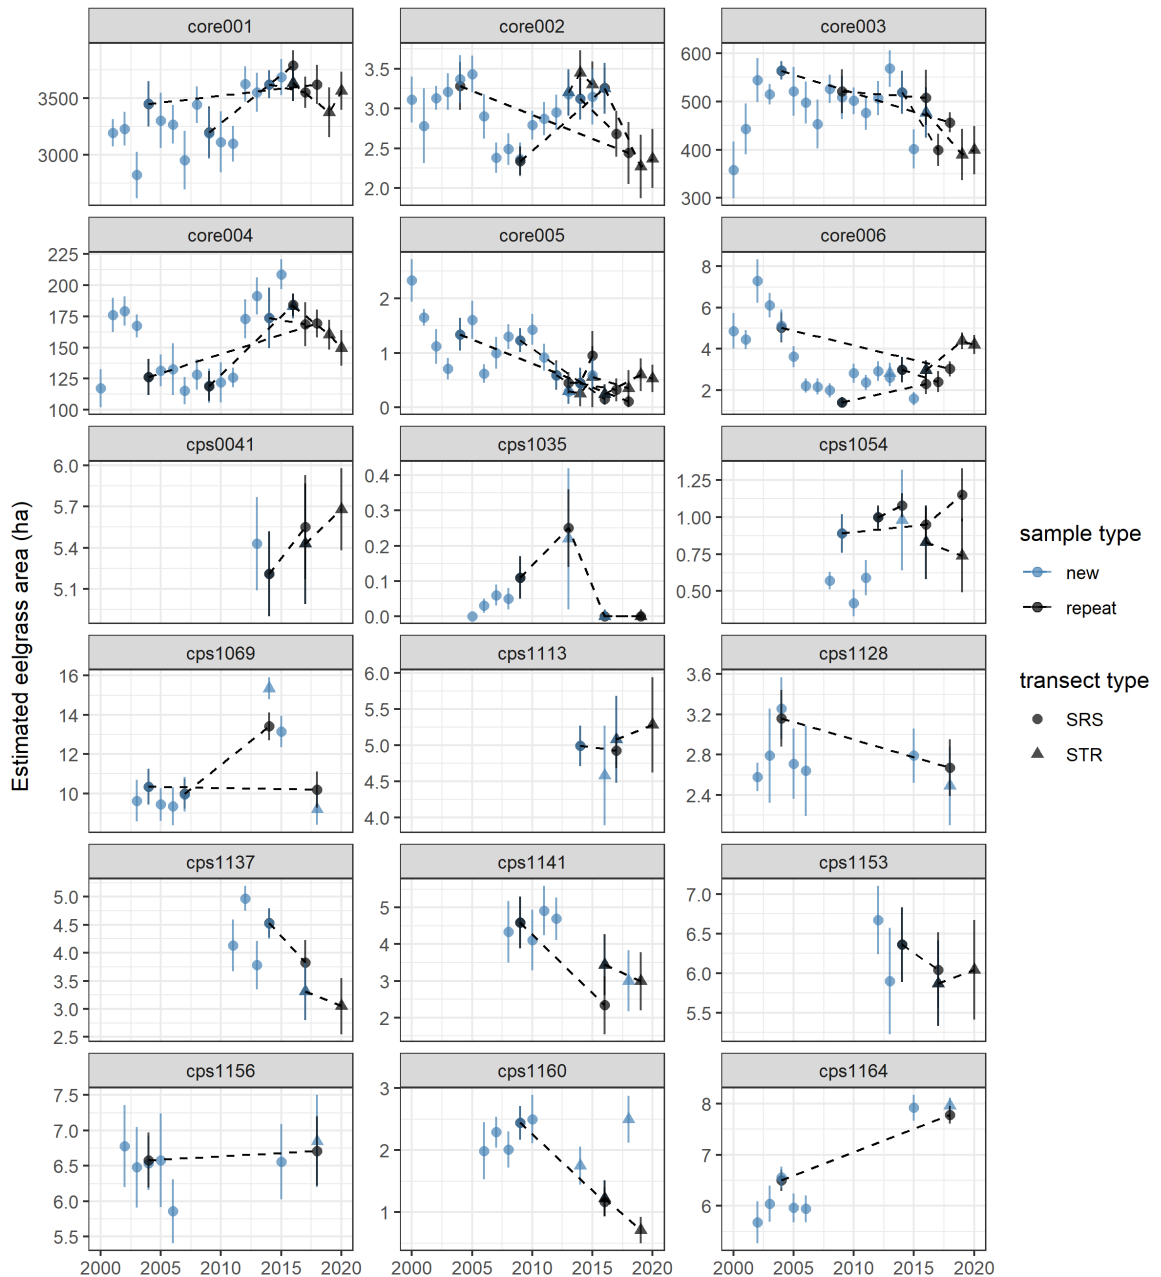 core001
core002
core003
3500
3000
3.5
3.0
2.5
2.0
600
500
400
300
core004
core005
core006
225
200
175
150
125
100
2
1
0
8
6
4
2
cps0041
cps1035
cps1054
6.0
5.7
5.4
5.1
0.4
0.3
0.2
0.1
0.0
1.25
1.00
0.75
0.50
Estimated eelgrass area (ha)
sample type
new
repeat
transect type
SRS
STR
cps1069
cps1113
cps1128
16
14
12
10
6.0
5.5
5.0
4.5
4.0
3.6
3.2
2.8
2.4
cps1137
cps1141
cps1153
5.0
4.5
4.0
3.5
3.0
2.5
5
4
3
2
7.0
6.5
6.0
5.5
cps1156
cps1160
cps1164
7.5
7.0
6.5
6.0
5.5
3
2
1
8
7
6
2000 2005 2010 2015 2020
2000 2005 2010 2015 2020
2000 2005 2010 2015 2020